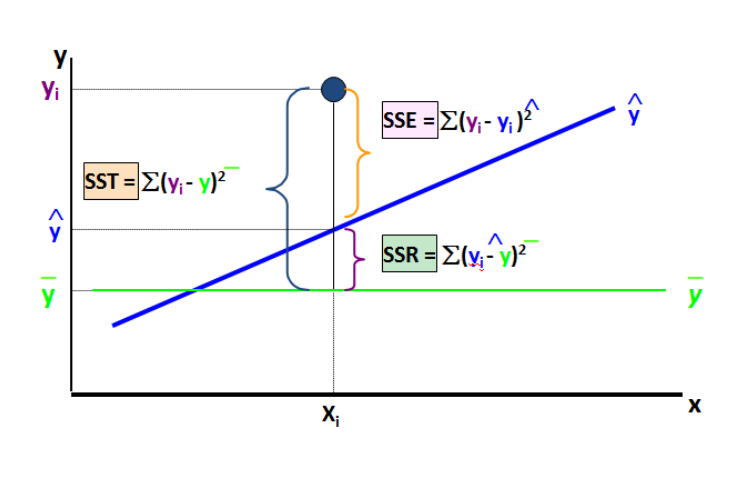 y
yᵢ
SSE = Σ(yᵢ - ŷᵢ)²
ŷ
SST = Σ(yᵢ - ȳ)²
ŷ
SSR = Σ(ŷᵢ - ȳ)²
ȳ
ȳ
Xᵢ
x